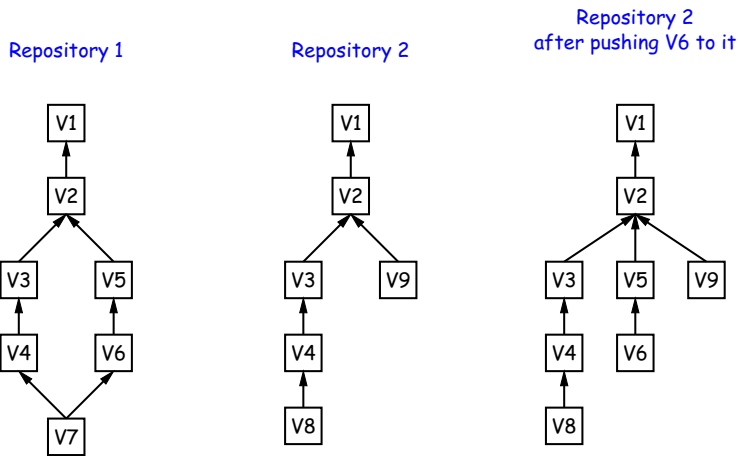 Repository 1
V1
V2
V3
V5
V4
V6
V7
Repository 2
V1
V2
V3
V9
V4
V8
Repository 2
after pushing V6 to it
V1
V2
V3
V5
V9
V4
V6
V8